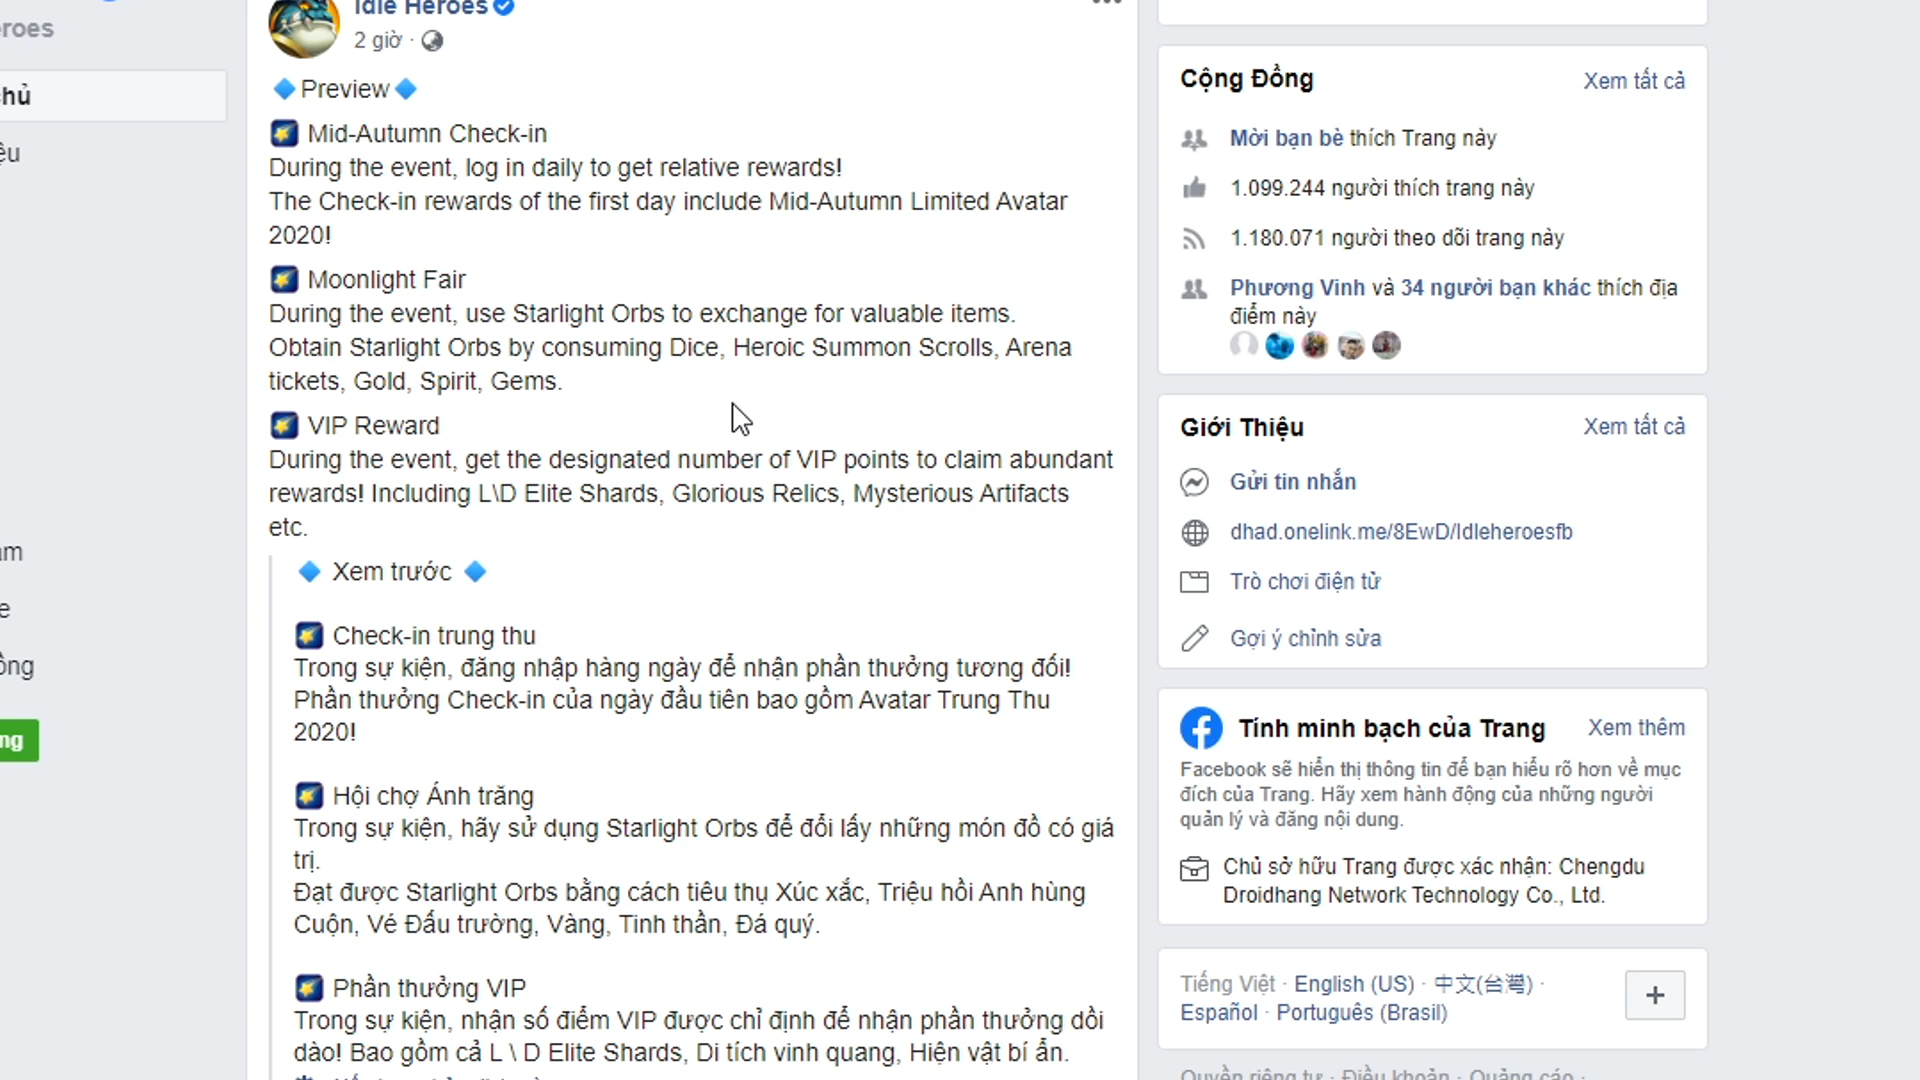 eroes
hủ
ệu
am
e
ồng
ng
Idle Heroes
2 giờ ·
Preview
Mid-Autumn Check-in
During the event, log in daily to get relative rewards!
The Check-in rewards of the first day include Mid-Autumn Limited Avatar
2020!
Moonlight Fair
During the event, use Starlight Orbs to exchange for valuable items.
Obtain Starlight Orbs by consuming Dice, Heroic Summon Scrolls, Arena
tickets, Gold, Spirit, Gems.
VIP Reward
During the event, get the designated number of VIP points to claim abundant
rewards! Including L\D Elite Shards, Glorious Relics, Mysterious Artifacts
etc.
Xem trước
Check-in trung thu
Trong sự kiện, đăng nhập hàng ngày để nhận phần thưởng tương đối!
Phần thưởng Check-in của ngày đầu tiên bao gồm Avatar Trung Thu
2020!
Hội chợ Ánh trăng
Trong sự kiện, hãy sử dụng Starlight Orbs để đổi lấy những món đồ có giá
trị.
Đạt được Starlight Orbs bằng cách tiêu thụ Xúc xắc, Triệu hồi Anh hùng
Cuộn, Vé Đấu trường, Vàng, Tinh thần, Đá quý.
Phần thưởng VIP
Trong sự kiện, nhận số điểm VIP được chỉ định để nhận phần thưởng dồi
dào! Bao gồm cả L \ D Elite Shards, Di tích vinh quang, Hiện vật bí ẩn.
Cộng Đồng
Xem tất cả
Mời bạn bè thích Trang này
1.099.244 người thích trang này
1.180.071 người theo dõi trang này
Phương Vinh và 34 người bạn khác thích địa
điểm này
Giới Thiệu
Xem tất cả
Gửi tin nhắn
dhad.onelink.me/8EwD/Idleheroesfb
Trò chơi điện tử
Gợi ý chỉnh sửa
Tính minh bạch của Trang
Xem thêm
Facebook sẽ hiển thị thông tin để bạn hiểu rõ hơn về mục
đích của Trang. Hãy xem hành động của những người
quản lý và đăng nội dung.
Chủ sở hữu Trang được xác nhận: Chengdu
Droidhang Network Technology Co., Ltd.
Tiếng Việt · English (US) · 中文(台灣) ·
Español · Português (Brasil)
Quyền riêng tư · Điều khoản · Quảng cáo ·